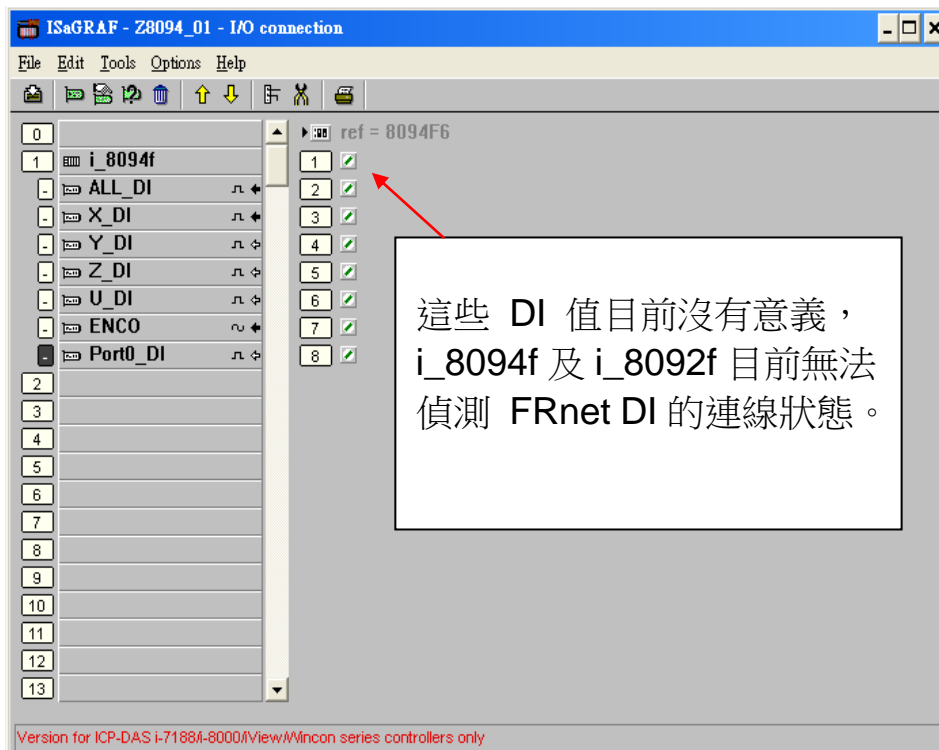 ISaGRAF - Z8094_01 - I/O connection
File Edit Tools Options Help
ref = 8094F6
0
1 i_8094f
- ALL_DI
- X_DI
- Y_DI
- Z_DI
- U_DI
- ENCO
- Port0_DI
2
3
4
5
6
7
8
9
10
11
12
13
1
2
3
4
5
6
7
8
這些 DI 值目前沒有意義，
i_8094f 及 i_8092f 目前無法
偵測 FRnet DI 的連線狀態。
Version for ICP-DAS i-7188/i-8000/iView/Wincon series controllers only